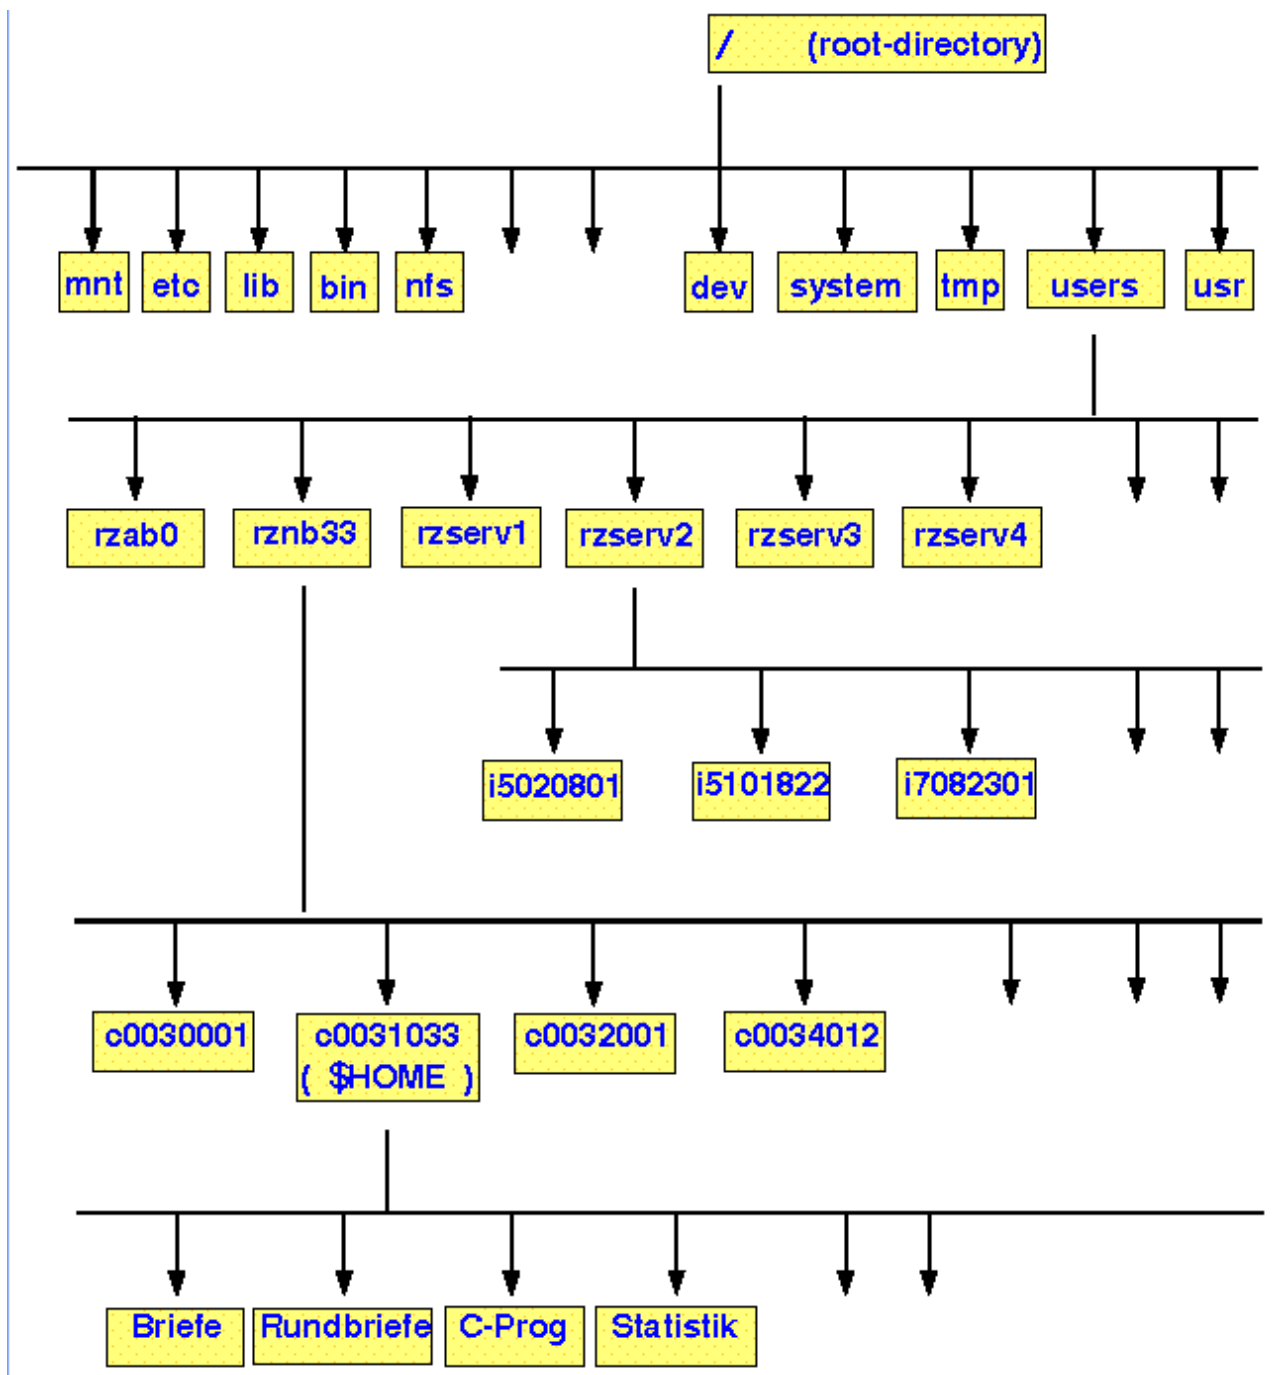 / (root-directory)
mnt etc lib bin nfs dev system tmp users usr
rzab0 rznb33 rzserv1 rzserv2 rzserv3 rzserv4
i5020801 i5101822 i7082301
c0030001 c0031033 c0032001 c0034012
( $HOME )
Briefe Rundbriefe C-Prog Statistik